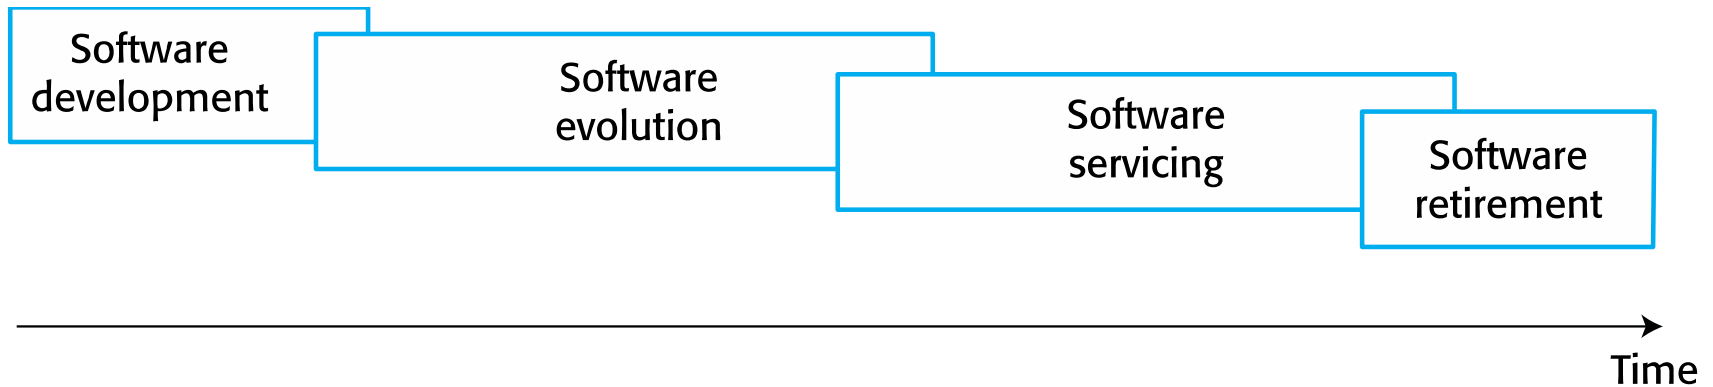 Software
development
Software
evolution
Software
servicing
Software
retirement
Time